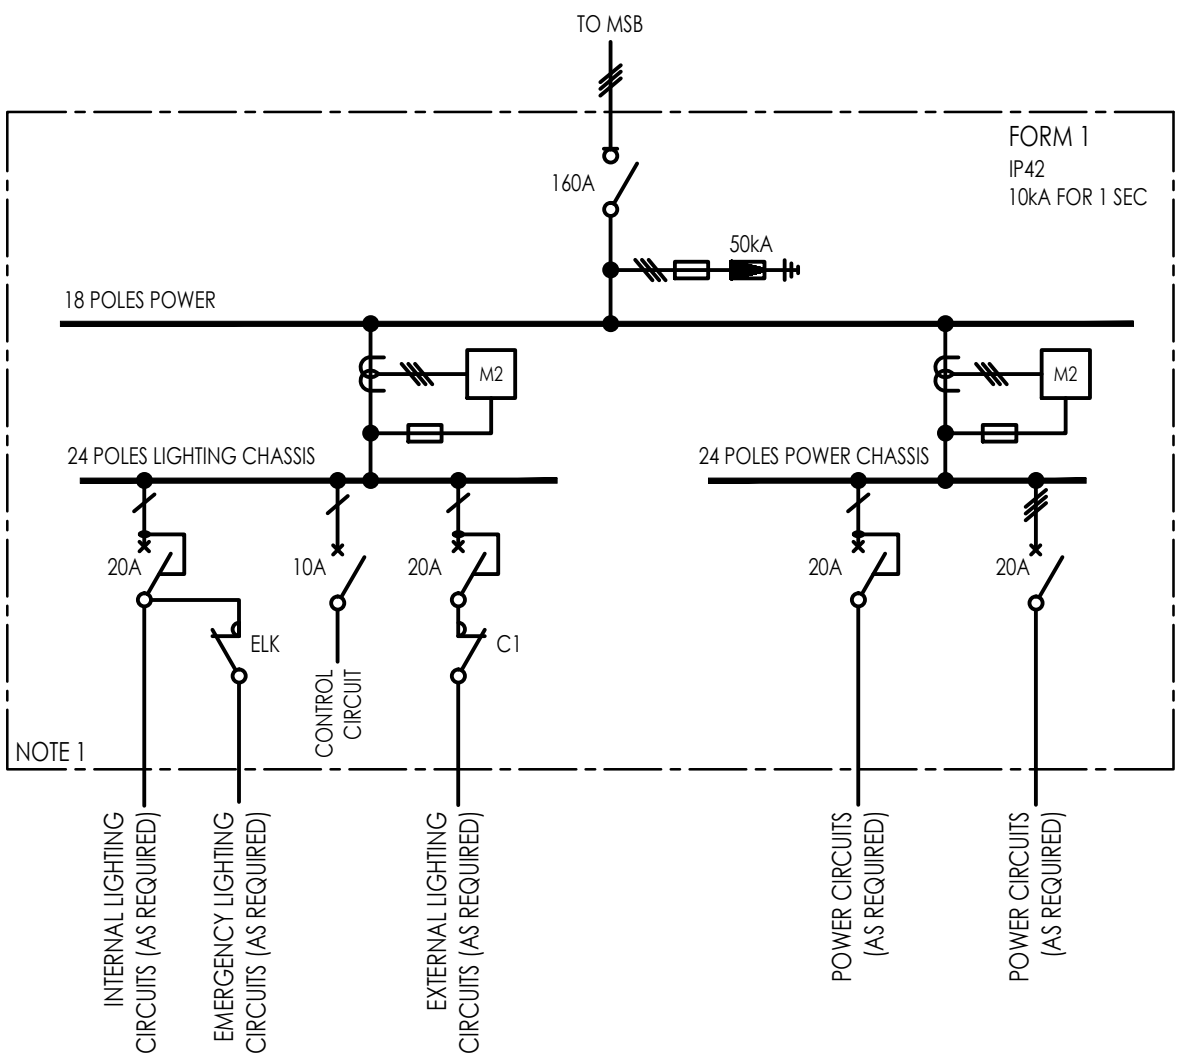 TO MSB
FORM 1
IP42
10kA FOR 1 SEC
160A
50kA
18 POLES POWER
M2
M2
24 POLES LIGHTING CHASSIS
24 POLES POWER CHASSIS
20A
10A
20A
20A
20A
ELK
C1
CONTROL
CIRCUIT
NOTE 1
INTERNAL LIGHTING
CIRCUITS (AS REQUIRED)
EMERGENCY LIGHTING
CIRCUITS (AS REQUIRED)
EXTERNAL LIGHTING
CIRCUITS (AS REQUIRED)
POWER CIRCUITS
(AS REQUIRED)
POWER CIRCUITS
(AS REQUIRED)